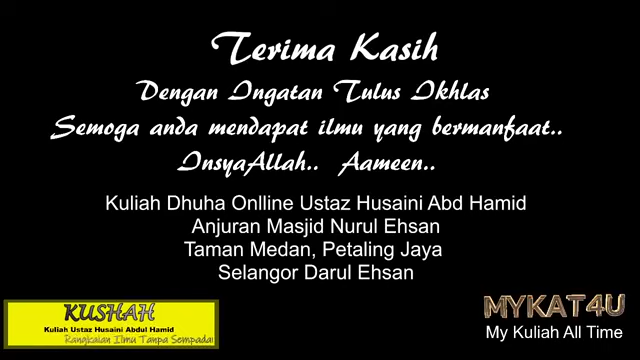 Terima Kasih
Dengan Ingatan Tulus Ikhlas
Semoga anda mendapat ilmu yang bermanfaat..
InsyaAllah.. Aameen..
Kuliah Dhuha Onlline Ustaz Husaini Abd Hamid
Anjuran Masjid Nurul Ehsan
Taman Medan, Petaling Jaya
Selangor Darul Ehsan
KUSHAH
Kuliah Ustaz Husaini Abdul Hamid
Rangkaian Ilmu Tanpa Sempadan
MYKAT4U
My Kuliah All Time